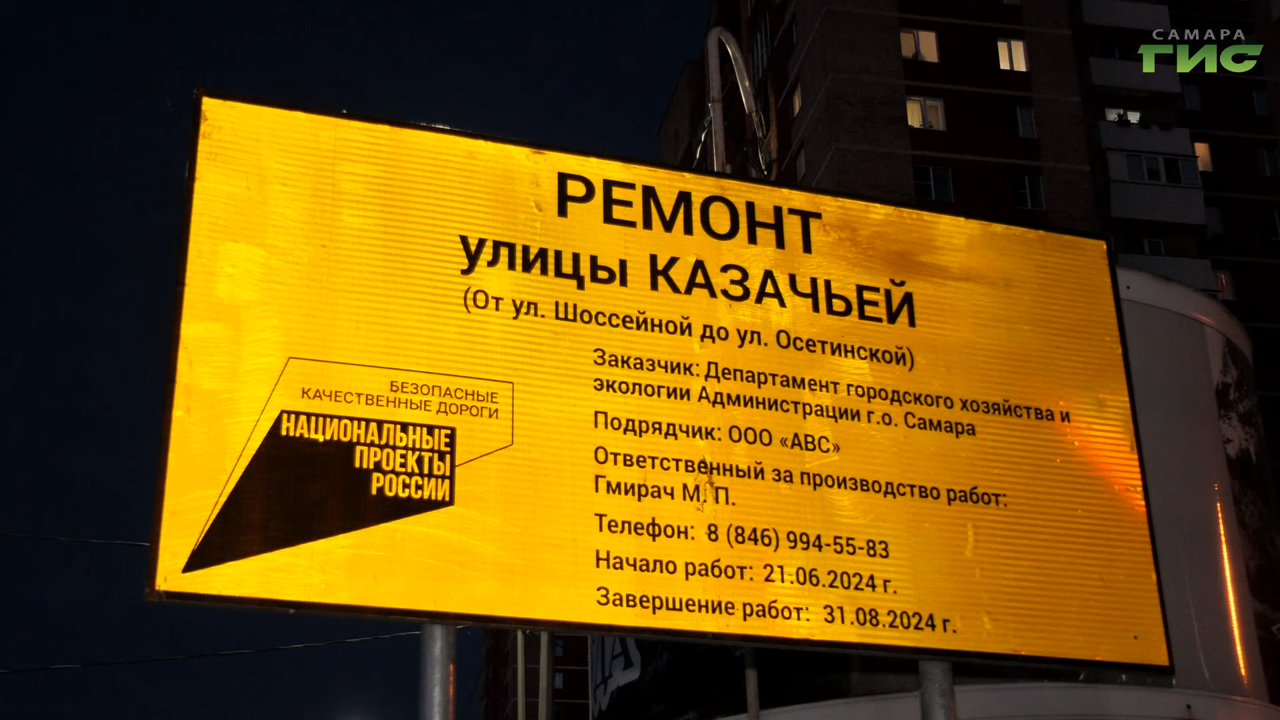 САМАРА
ГИС
РЕМОНТ
улицы КАЗАЧЬЕЙ
(От ул. Шоссейной до ул. Осетинской)
Заказчик: Департамент городского хозяйства и
экологии Администрации г.о. Самара
Подрядчик: ООО «АВС»
Ответственный за производство работ:
Гмирач М. П.
Телефон: 8 (846) 994-55-83
Начало работ: 21.06.2024 г.
Завершение работ: 31.08.2024 г.
БЕЗОПАСНЫЕ
КАЧЕСТВЕННЫЕ ДОРОГИ
НАЦИОНАЛЬНЫЕ
ПРОЕКТЫ
РОССИИ